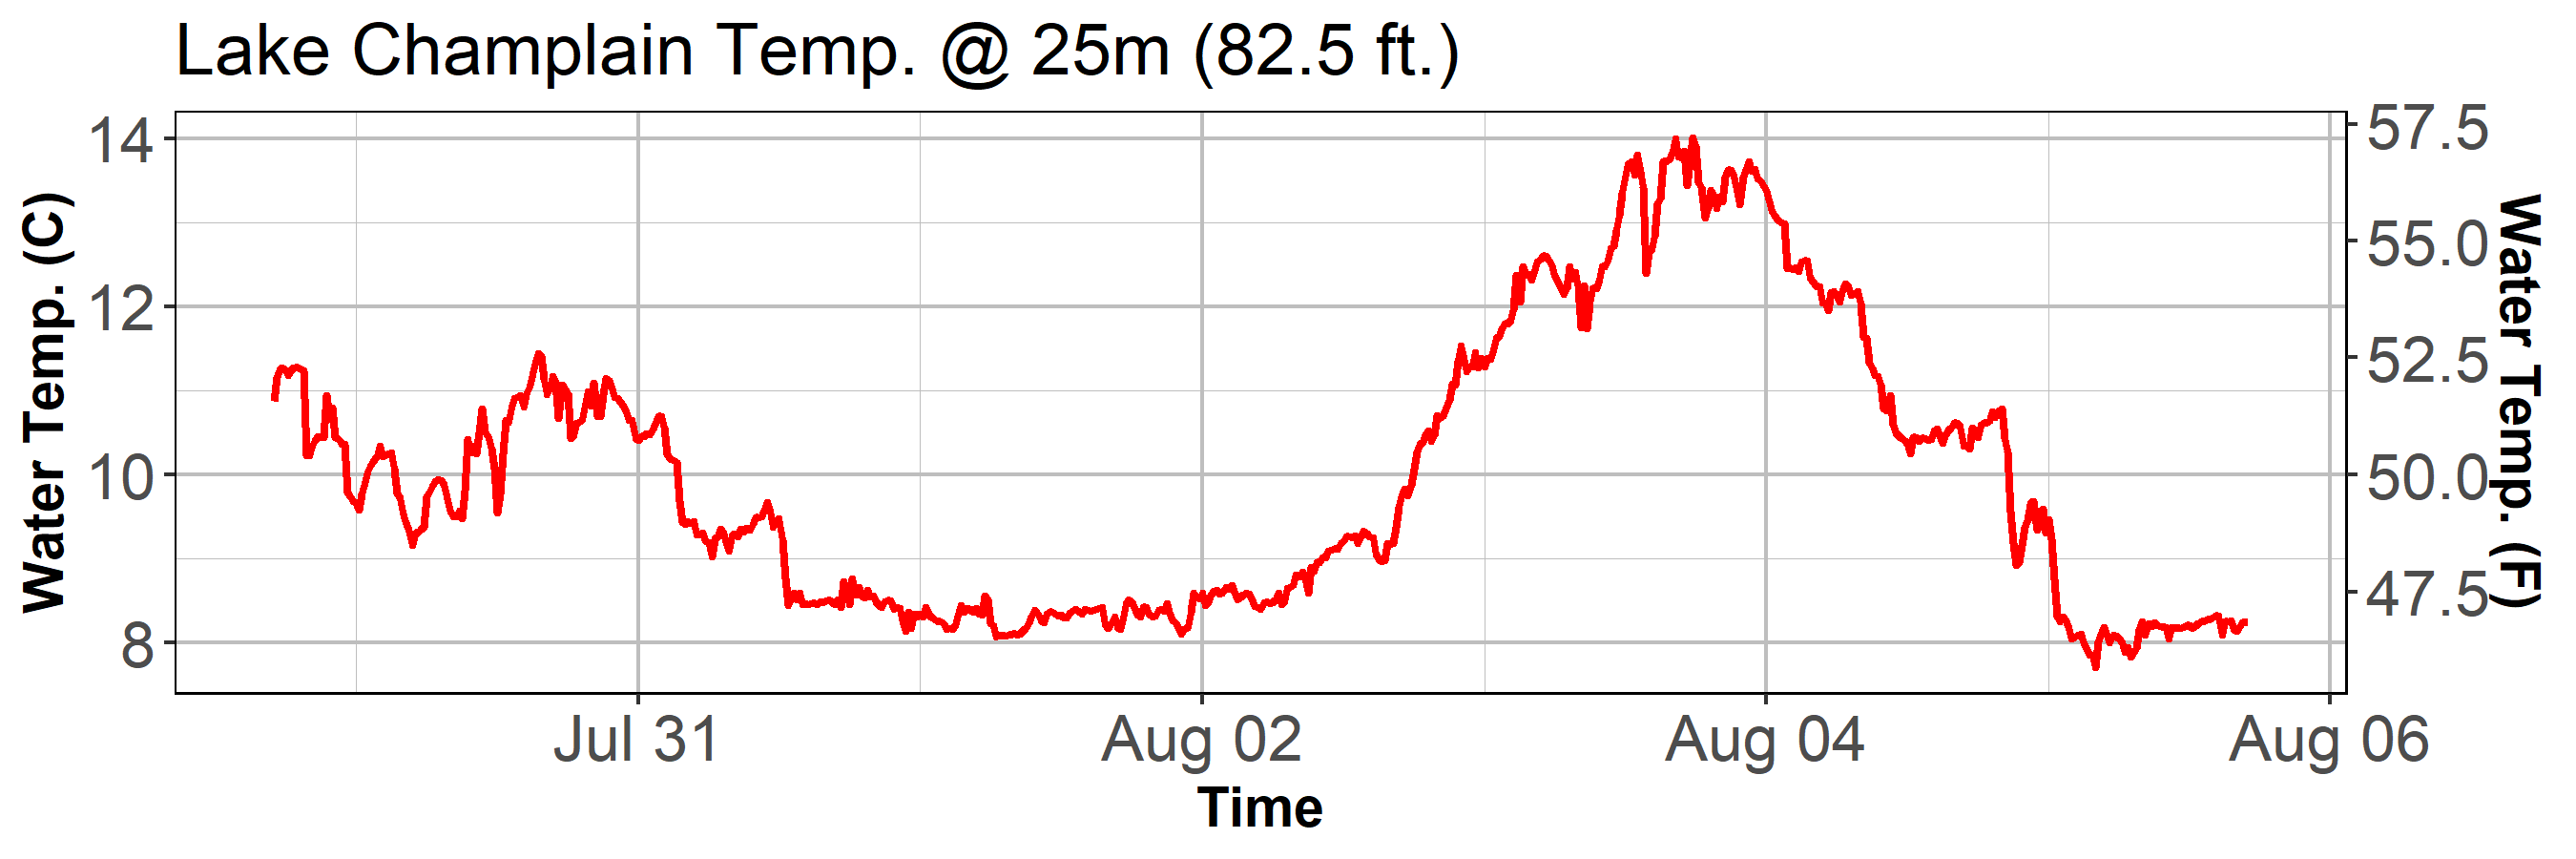 Lake Champlain Temp. @ 25m (82.5 ft.)
Water Temp. (C)
14
12
10
8
57.5
55.0
52.5
50.0
47.5
Water Temp. (F)
Jul 31 Aug 02 Aug 04 Aug 06
Time